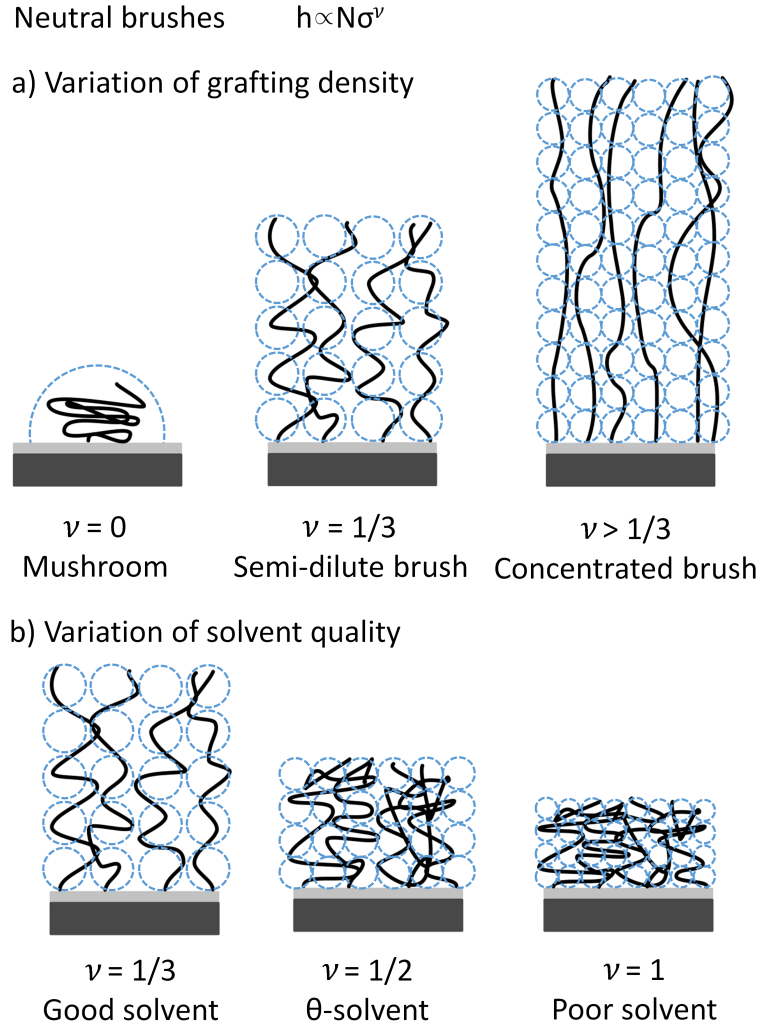 Neutral brushes h∝Nσ^ν
a) Variation of grafting density
ν = 0 ν = 1/3 ν > 1/3
Mushroom Semi-dilute brush Concentrated brush
b) Variation of solvent quality
ν = 1/3 ν = 1/2 ν = 1
Good solvent θ-solvent Poor solvent